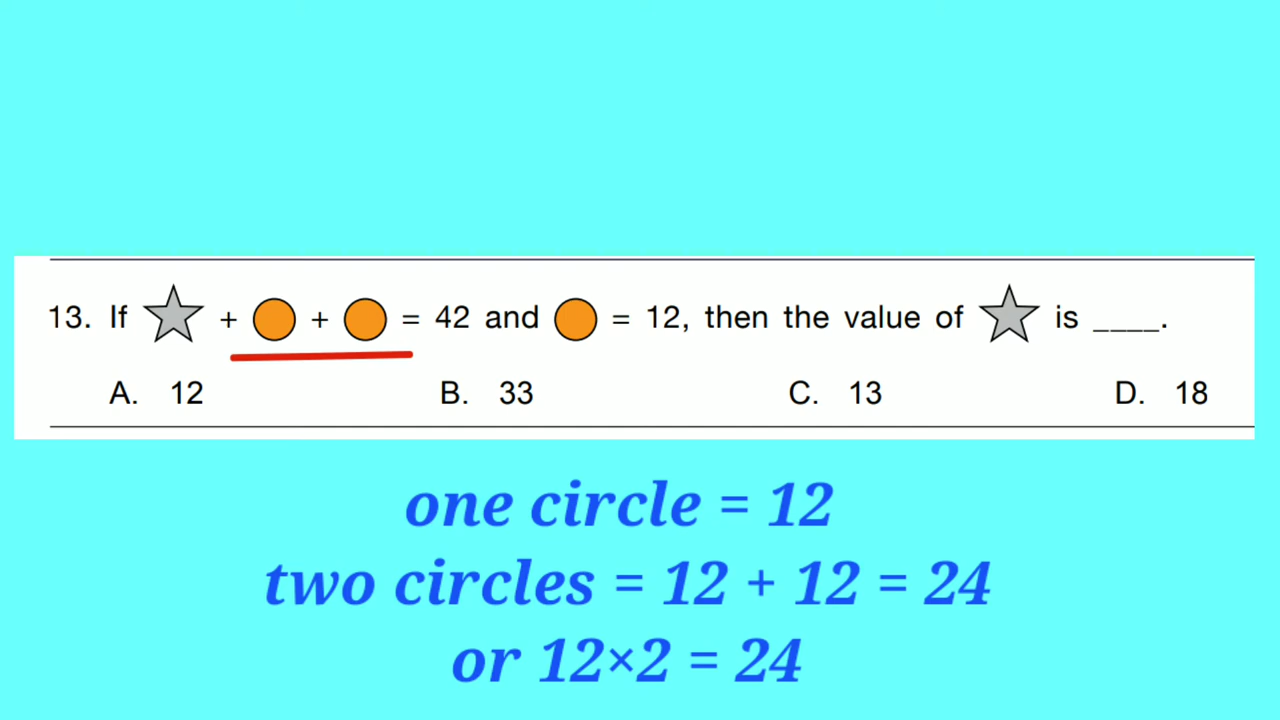 13. If + + = 42 and = 12, then the value of is ____.
A. 12 B. 33 C. 13 D. 18
one circle = 12
two circles = 12 + 12 = 24
or 12×2 = 24